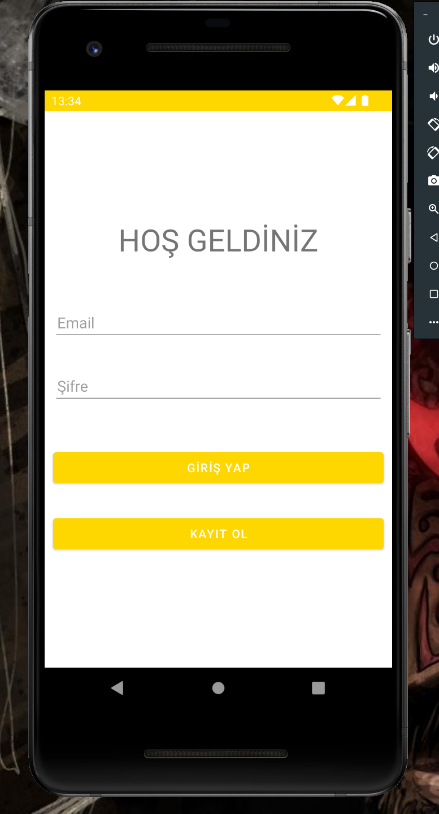 13:34
HOŞ GELDİNİZ
Email
Şifre
GİRİŞ YAP
KAYIT OL